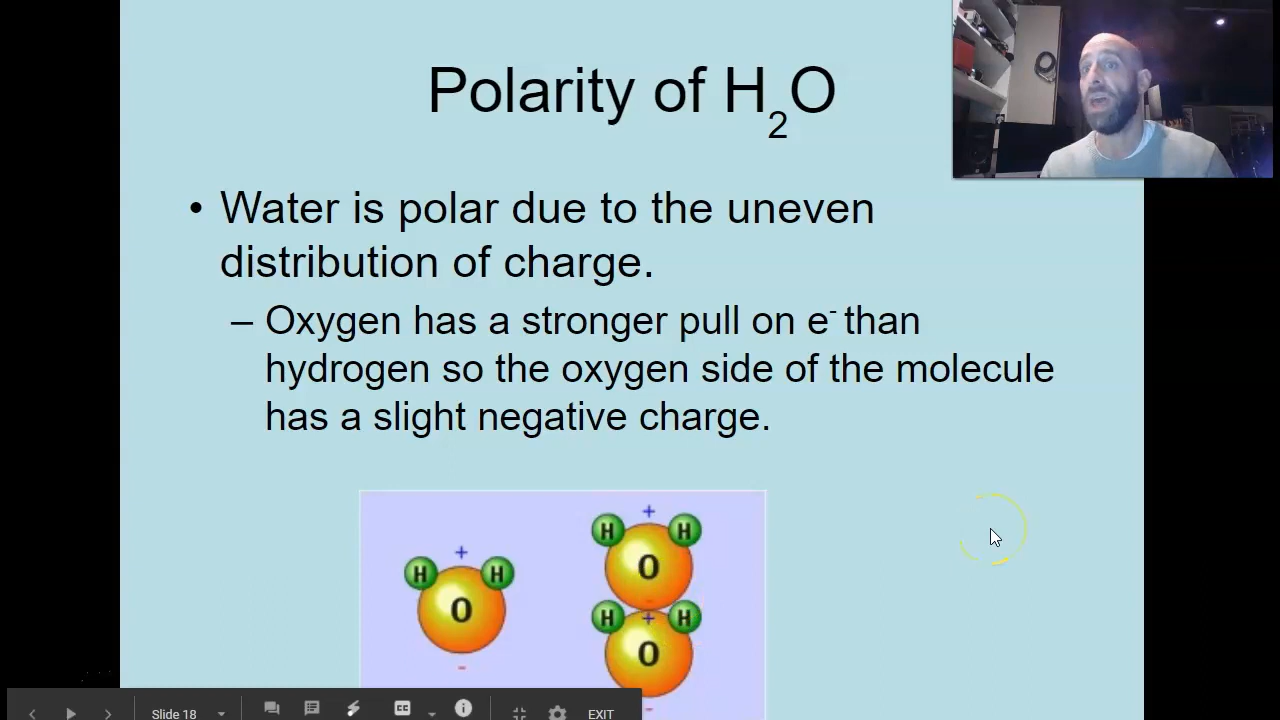 Polarity of H2O
• Water is polar due to the uneven
distribution of charge.
– Oxygen has a stronger pull on e- than
hydrogen so the oxygen side of the molecule
has a slight negative charge.
+
H H
O
-
+
H H
O
-
H + H
O
-
Slide 18
CC
EXIT